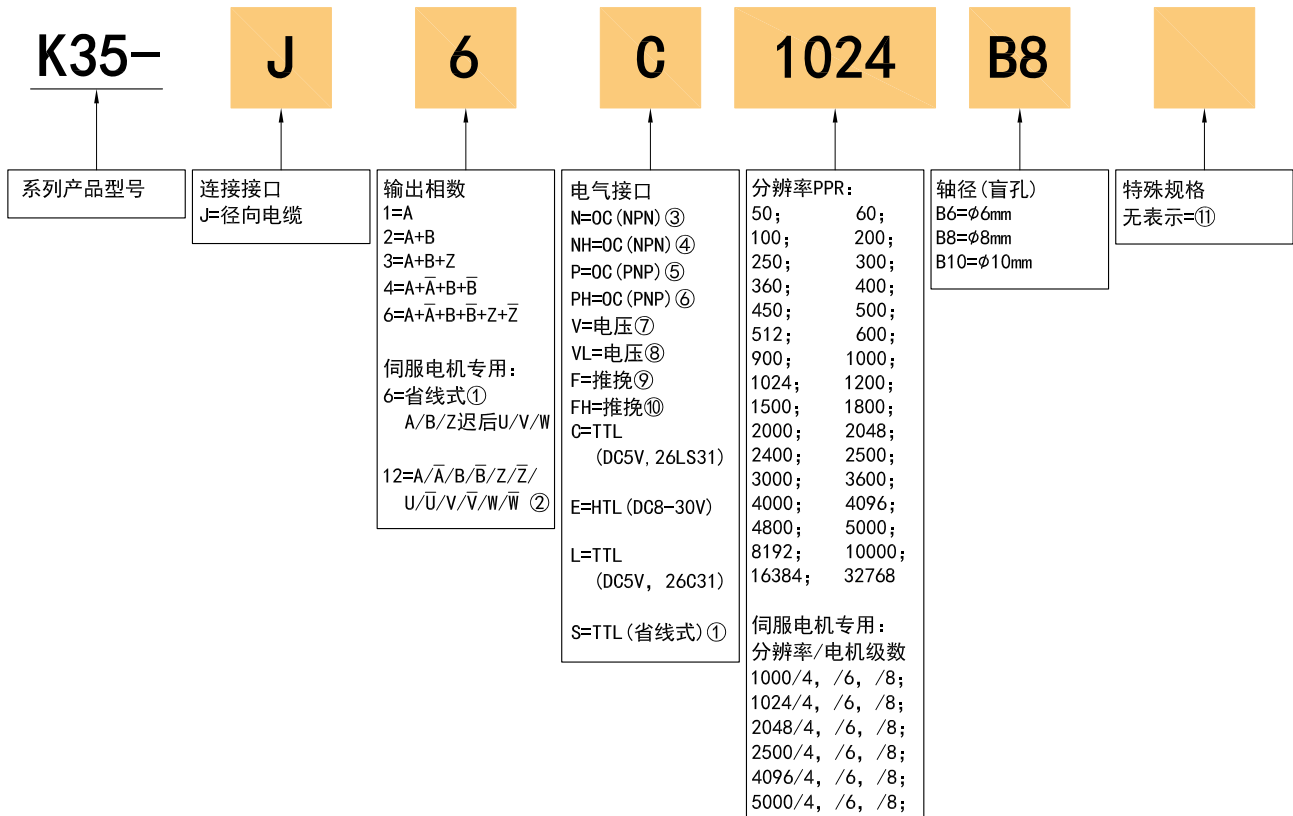 K35-
J
6
C
1024
B8
系列产品型号
连接接口
J=径向电缆
输出相数
1=A
2=A+B
3=A+B+Z
4=A+A̅+B+B̅
6=A+A̅+B+B̅+Z+Z̅
伺服电机专用:
6=省线式①
A/B/Z迟后U/V/W
12=A/A̅/B/B̅/Z/Z̅/
U/U̅/V/V̅/W/W̅ ②
电气接口
N=OC(NPN)③
NH=OC(NPN)④
P=OC(PNP)⑤
PH=OC(PNP)⑥
V=电压⑦
VL=电压⑧
F=推挽⑨
FH=推挽⑩
C=TTL
(DC5V,26LS31)
E=HTL(DC8-30V)
L=TTL
(DC5V, 26C31)
S=TTL(省线式)①
分辨率PPR:
50; 60;
100; 200;
250; 300;
360; 400;
450; 500;
512; 600;
900; 1000;
1024; 1200;
1500; 1800;
2000; 2048;
2400; 2500;
3000; 3600;
4000; 4096;
4800; 5000;
8192; 10000;
16384; 32768
伺服电机专用:
分辨率/电机级数
1000/4, /6, /8;
1024/4, /6, /8;
2048/4, /6, /8;
2500/4, /6, /8;
4096/4, /6, /8;
5000/4, /6, /8;
轴径(盲孔)
B6=φ6mm
B8=φ8mm
B10=φ10mm
特殊规格
无表示=⑪